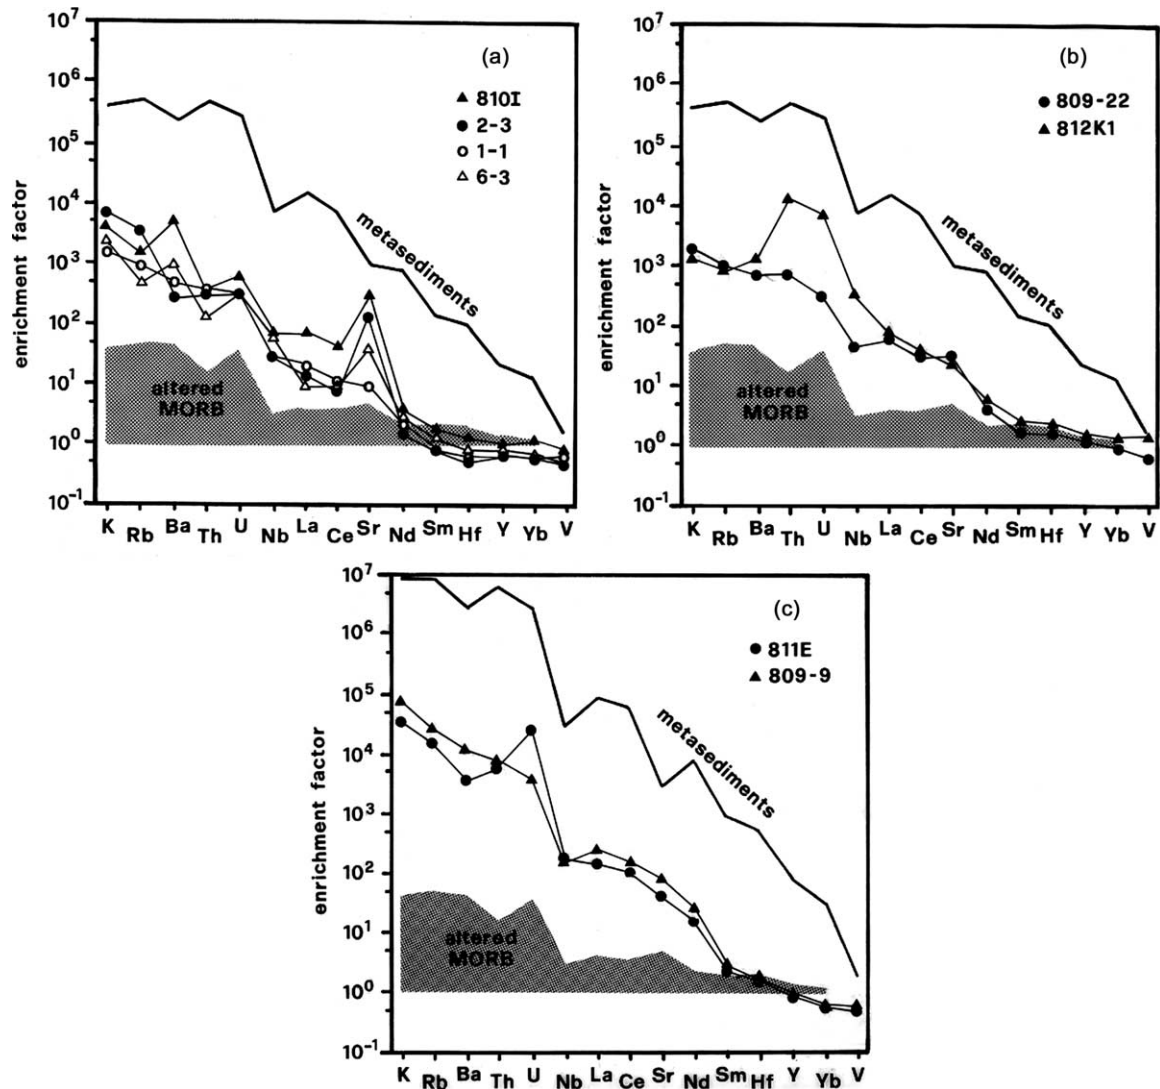 (a)
10⁷
10⁶
10⁵
10⁴
10³
10²
10¹
10⁰
10⁻¹
enrichment factor
810I
2-3
1-1
6-3
metasediments
altered
MORB
K Rb Ba Th U Nb La Ce Sr Nd Sm Hf Y Yb V
(b)
10⁷
10⁶
10⁵
10⁴
10³
10²
10¹
10⁰
10⁻¹
enrichment factor
809-22
812K1
metasediments
altered
MORB
K Rb Ba Th U Nb La Ce Sr Nd Sm Hf Y Yb V
(c)
10⁷
10⁶
10⁵
10⁴
10³
10²
10¹
10⁰
10⁻¹
enrichment factor
811E
809-9
metasediments
altered
MORB
K Rb Ba Th U Nb La Ce Sr Nd Sm Hf Y Yb V